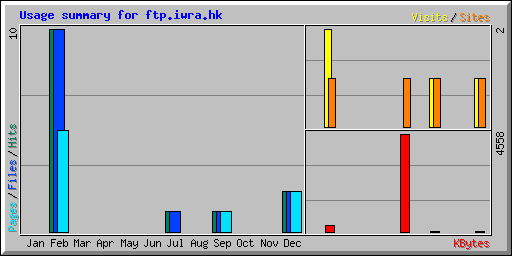 Usage summary for ftp.iwra.hk
Visits/Sites
10
2
Pages/Files/Hits
4558
Jan Feb Mar Apr May Jun Jul Aug Sep Oct Nov Dec
KBytes